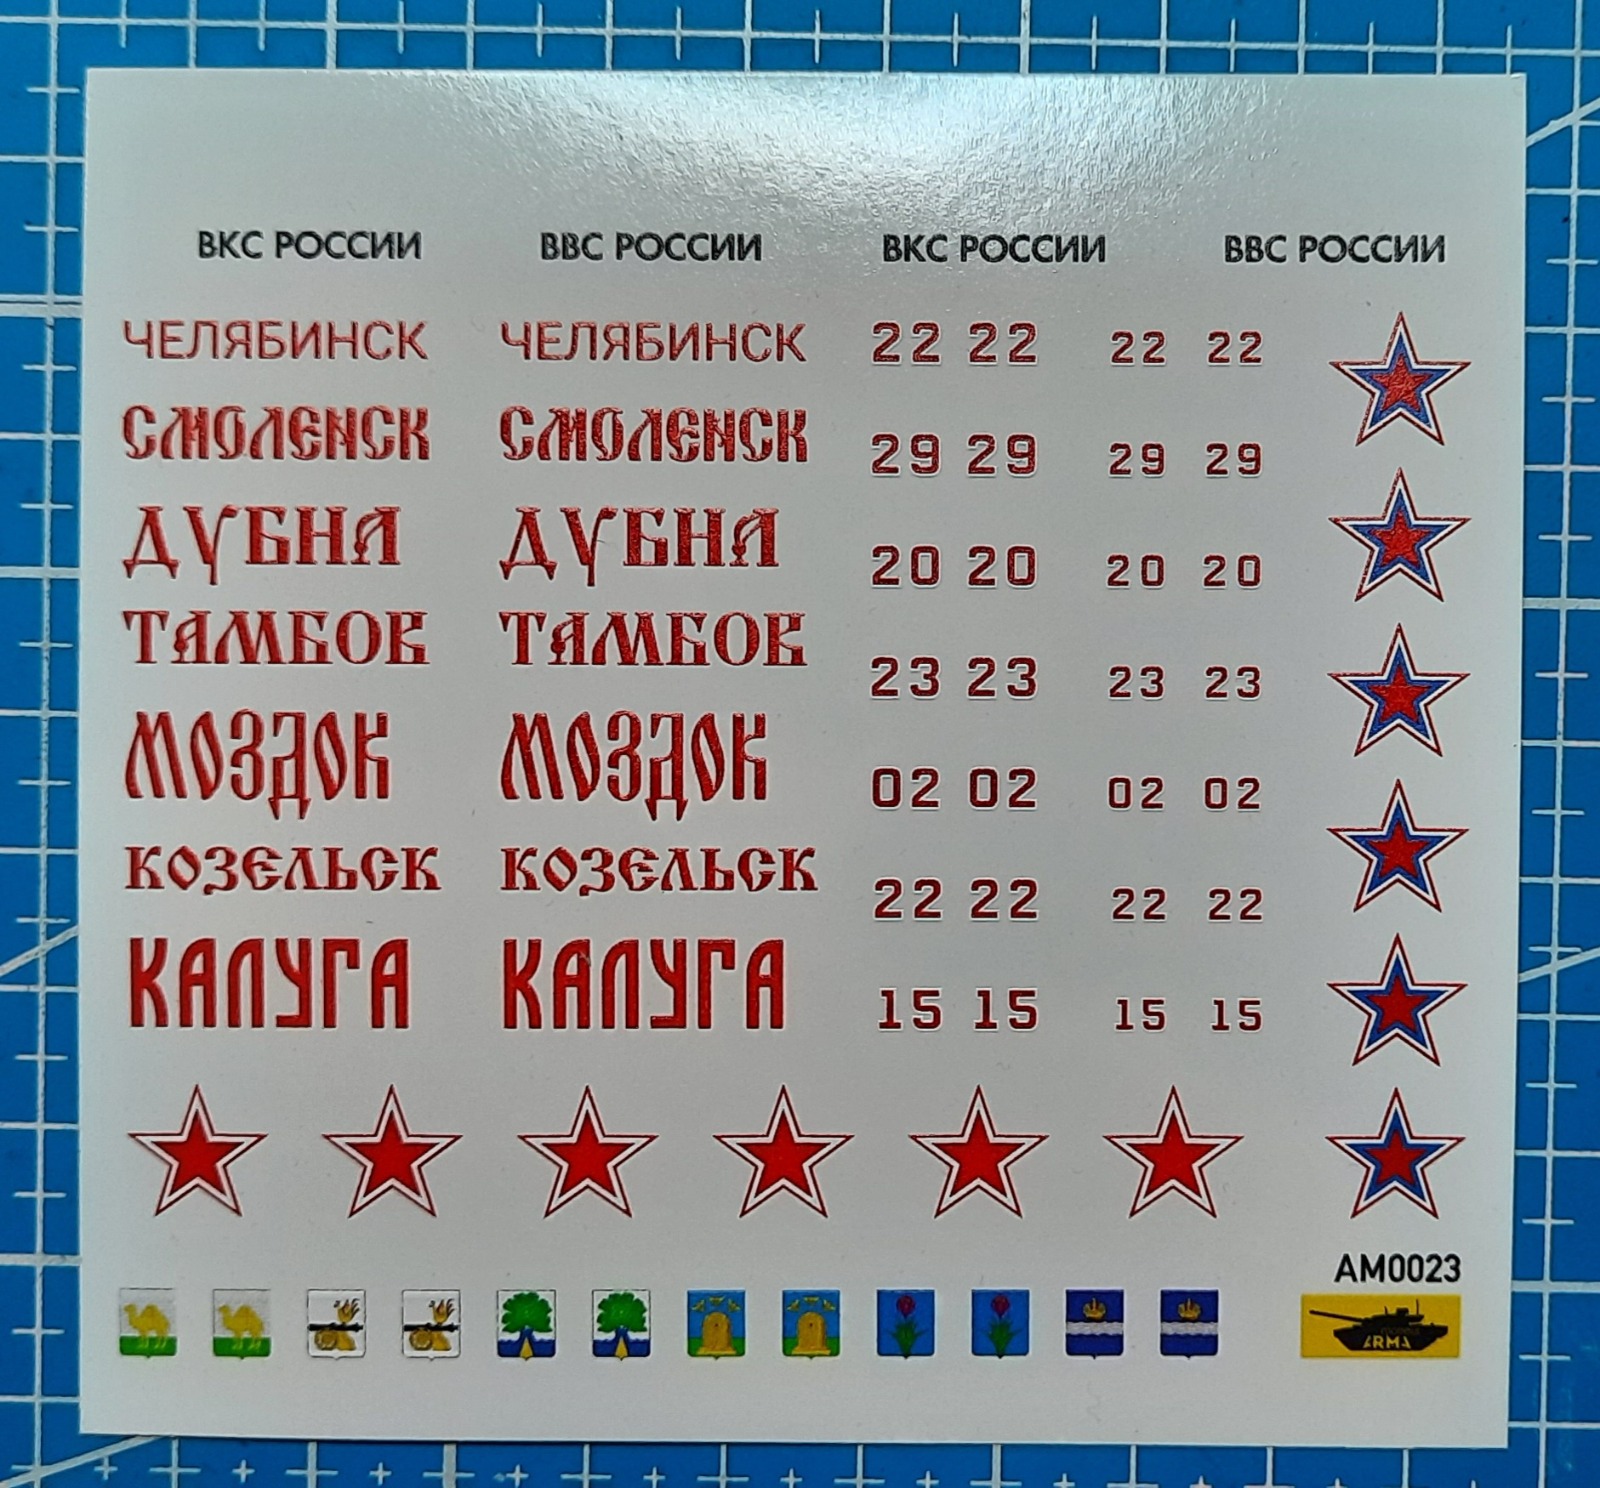 ВКС РОССИИ ВВС РОССИИ ВКС РОССИИ ВВС РОССИИ
ЧЕЛЯБИНСК ЧЕЛЯБИНСК 22 22 22 22
СМОЛЕНСК СМОЛЕНСК 29 29 29 29
ДУБНА ДУБНА 20 20 20 20
ТАМБОВ ТАМБОВ 23 23 23 23
МОЗДОК МОЗДОК 02 02 02 02
КОЗЕЛЬСК КОЗЕЛЬСК 22 22 22 22
КАЛУГА КАЛУГА 15 15 15 15
AM0023
ARMA